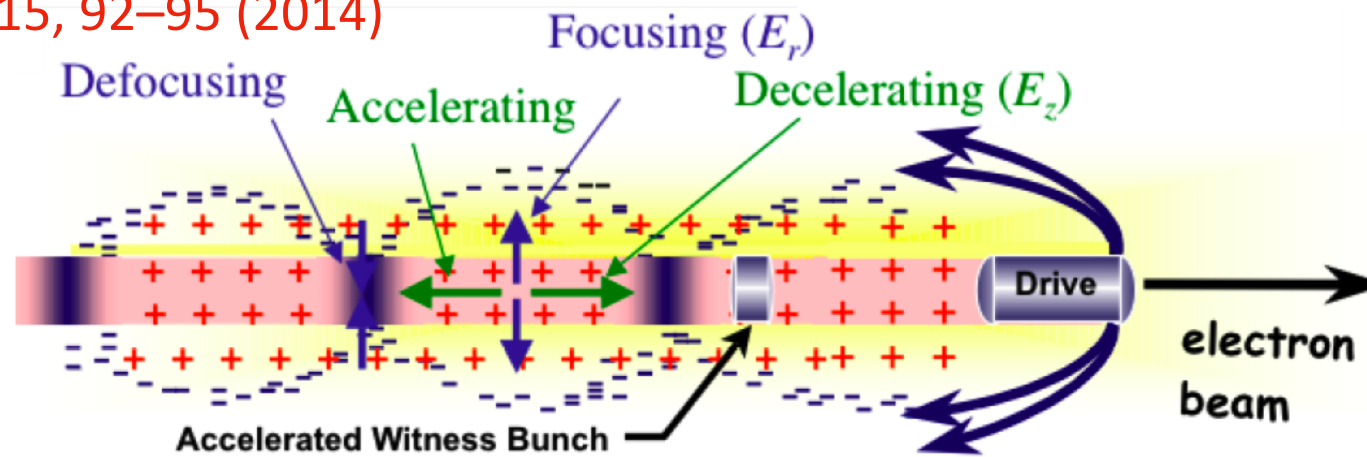 15, 92–95 (2014)
Focusing (Er)
Defocusing
Accelerating
Decelerating (Ez)
Drive
electron
beam
Accelerated Witness Bunch